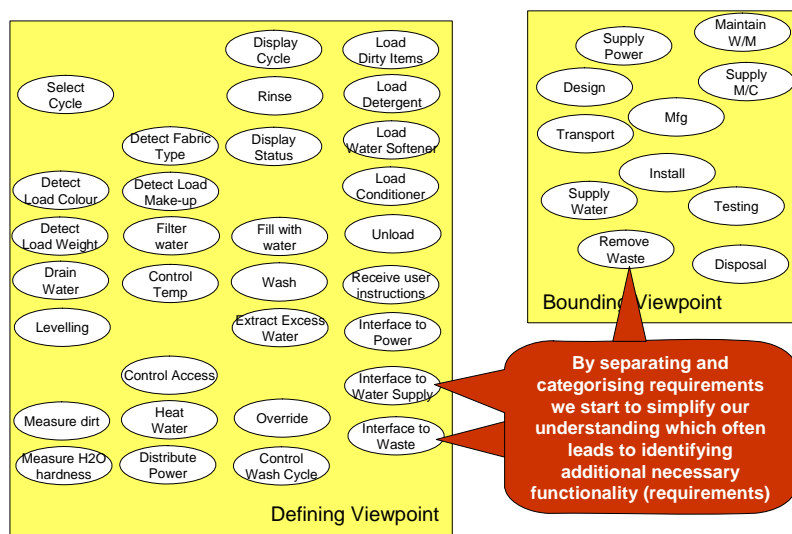 Display
Cycle
Load
Dirty Items
Select
Cycle
Rinse
Load
Detergent
Detect Fabric
Type
Display
Status
Load
Water Softener
Detect
Load Colour
Detect Load
Make-up
Load
Conditioner
Detect
Load Weight
Filter
water
Fill with
water
Unload
Drain
Water
Control
Temp
Wash
Receive user
instructions
Levelling
Extract Excess
Water
Interface to
Power
Control Access
Interface to
Water Supply
Measure dirt
Heat
Water
Override
Interface to
Waste
Measure H2O
hardness
Distribute
Power
Control
Wash Cycle
Defining Viewpoint
Supply
Power
Maintain
W/M
Design
Supply
M/C
Transport
Mfg
Install
Supply
Water
Testing
Remove
Waste
Disposal
Bounding Viewpoint
By separating and
categorising requirements
we start to simplify our
understanding which often
leads to identifying
additional necessary
functionality (requirements)